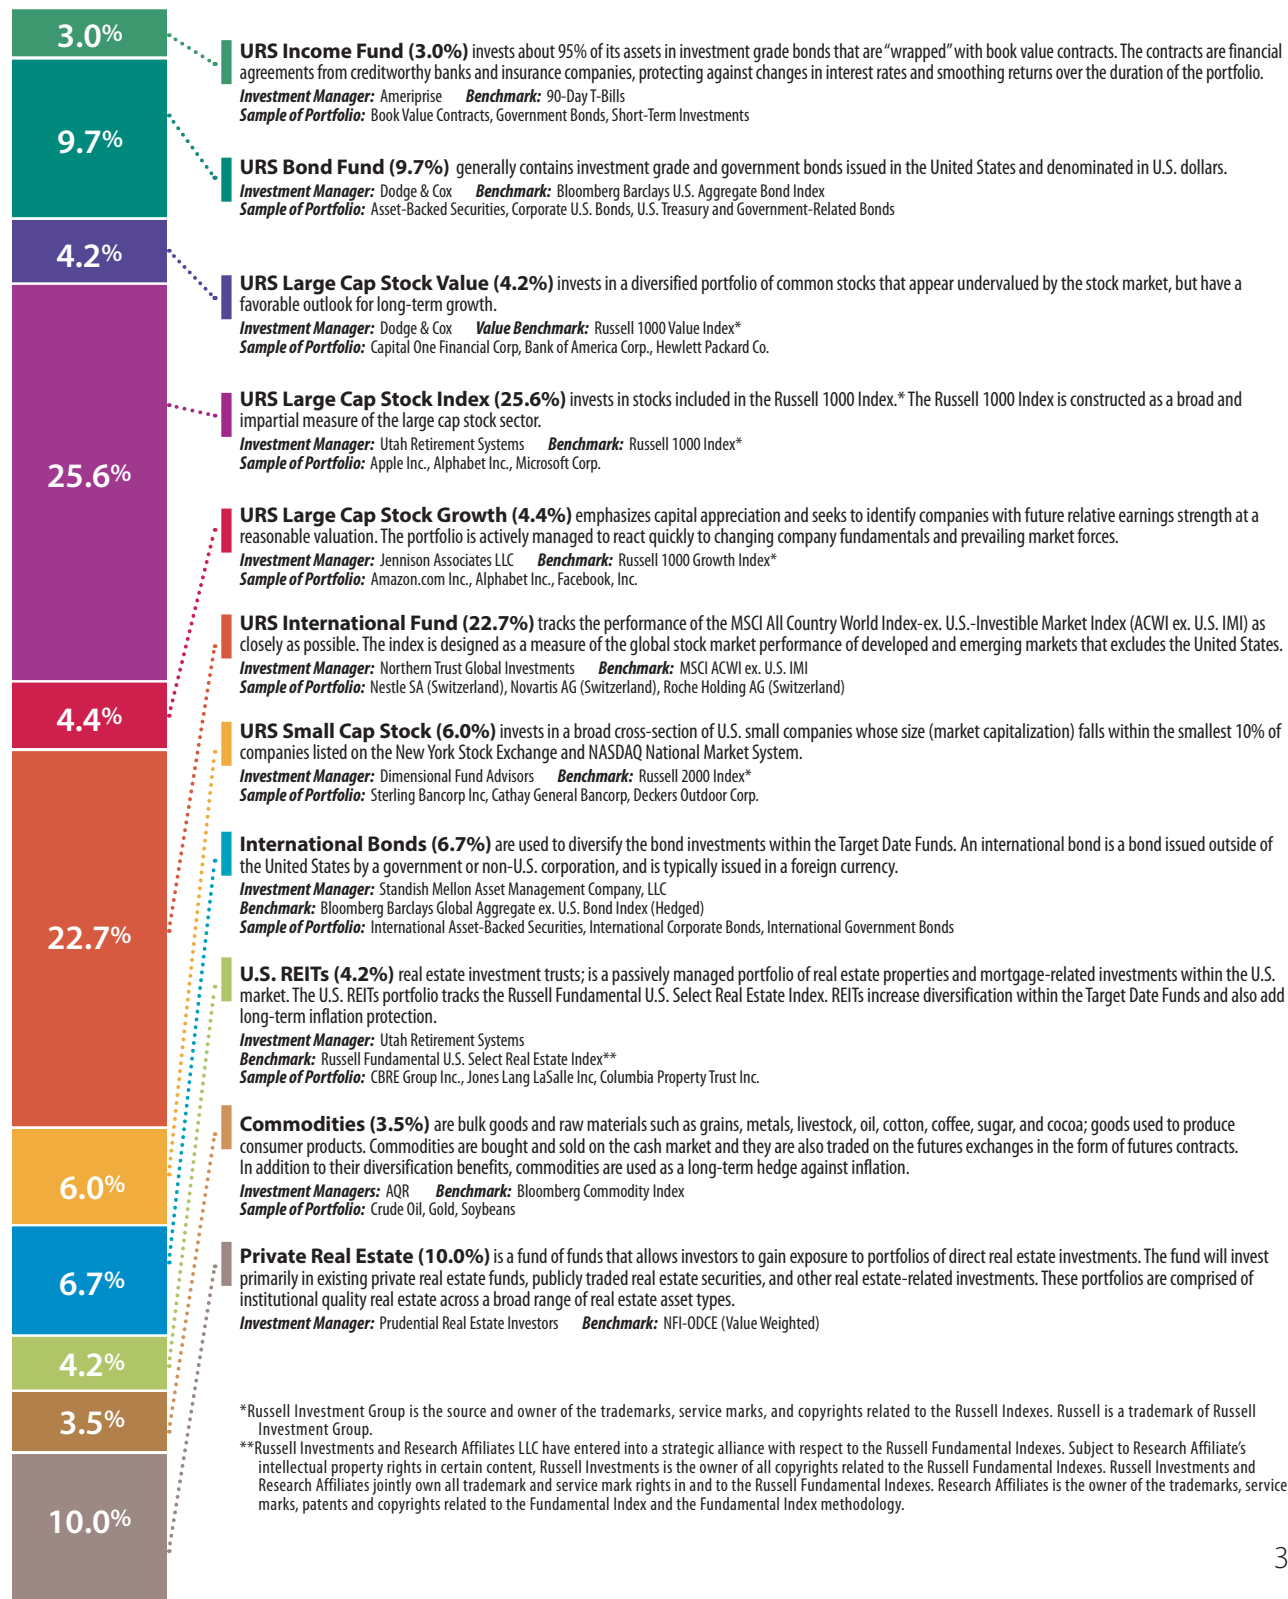 3.0%
9.7%
4.2%
25.6%
4.4%
22.7%
6.0%
6.7%
4.2%
3.5%
10.0%
URS Income Fund (3.0%) invests about 95% of its assets in investment grade bonds that are “wrapped” with book value contracts. The contracts are financial
agreements from creditworthy banks and insurance companies, protecting against changes in interest rates and smoothing returns over the duration of the portfolio.
Investment Manager: Ameriprise Benchmark: 90-Day T-Bills
Sample of Portfolio: Book Value Contracts, Government Bonds, Short-Term Investments
URS Bond Fund (9.7%) generally contains investment grade and government bonds issued in the United States and denominated in U.S. dollars.
Investment Manager: Dodge & Cox Benchmark: Bloomberg Barclays U.S. Aggregate Bond Index
Sample of Portfolio: Asset-Backed Securities, Corporate U.S. Bonds, U.S. Treasury and Government-Related Bonds
URS Large Cap Stock Value (4.2%) invests in a diversified portfolio of common stocks that appear undervalued by the stock market, but have a
favorable outlook for long-term growth.
Investment Manager: Dodge & Cox Value Benchmark: Russell 1000 Value Index*
Sample of Portfolio: Capital One Financial Corp, Bank of America Corp., Hewlett Packard Co.
URS Large Cap Stock Index (25.6%) invests in stocks included in the Russell 1000 Index.* The Russell 1000 Index is constructed as a broad and
impartial measure of the large cap stock sector.
Investment Manager: Utah Retirement Systems Benchmark: Russell 1000 Index*
Sample of Portfolio: Apple Inc., Alphabet Inc., Microsoft Corp.
URS Large Cap Stock Growth (4.4%) emphasizes capital appreciation and seeks to identify companies with future relative earnings strength at a
reasonable valuation. The portfolio is actively managed to react quickly to changing company fundamentals and prevailing market forces.
Investment Manager: Jennison Associates LLC Benchmark: Russell 1000 Growth Index*
Sample of Portfolio: Amazon.com Inc., Alphabet Inc., Facebook, Inc.
URS International Fund (22.7%) tracks the performance of the MSCI All Country World Index-ex. U.S.-Investible Market Index (ACWI ex. U.S. IMI) as
closely as possible. The index is designed as a measure of the global stock market performance of developed and emerging markets that excludes the United States.
Investment Manager: Northern Trust Global Investments Benchmark: MSCI ACWI ex. U.S. IMI
Sample of Portfolio: Nestle SA (Switzerland), Novartis AG (Switzerland), Roche Holding AG (Switzerland)
URS Small Cap Stock (6.0%) invests in a broad cross-section of U.S. small companies whose size (market capitalization) falls within the smallest 10% of
companies listed on the New York Stock Exchange and NASDAQ National Market System.
Investment Manager: Dimensional Fund Advisors Benchmark: Russell 2000 Index*
Sample of Portfolio: Sterling Bancorp Inc, Cathay General Bancorp, Deckers Outdoor Corp.
International Bonds (6.7%) are used to diversify the bond investments within the Target Date Funds. An international bond is a bond issued outside of
the United States by a government or non-U.S. corporation, and is typically issued in a foreign currency.
Investment Manager: Standish Mellon Asset Management Company, LLC
Benchmark: Bloomberg Barclays Global Aggregate ex. U.S. Bond Index (Hedged)
Sample of Portfolio: International Asset-Backed Securities, International Corporate Bonds, International Government Bonds
U.S. REITs (4.2%) real estate investment trusts; is a passively managed portfolio of real estate properties and mortgage-related investments within the U.S.
market. The U.S. REITs portfolio tracks the Russell Fundamental U.S. Select Real Estate Index. REITs increase diversification within the Target Date Funds and also add
long-term inflation protection.
Investment Manager: Utah Retirement Systems
Benchmark: Russell Fundamental U.S. Select Real Estate Index**
Sample of Portfolio: CBRE Group Inc., Jones Lang LaSalle Inc, Columbia Property Trust Inc.
Commodities (3.5%) are bulk goods and raw materials such as grains, metals, livestock, oil, cotton, coffee, sugar, and cocoa; goods used to produce
consumer products. Commodities are bought and sold on the cash market and they are also traded on the futures exchanges in the form of futures contracts.
In addition to their diversification benefits, commodities are used as a long-term hedge against inflation.
Investment Managers: AQR Benchmark: Bloomberg Commodity Index
Sample of Portfolio: Crude Oil, Gold, Soybeans
Private Real Estate (10.0%) is a fund of funds that allows investors to gain exposure to portfolios of direct real estate investments. The fund will invest
primarily in existing private real estate funds, publicly traded real estate securities, and other real estate-related investments. These portfolios are comprised of
institutional quality real estate across a broad range of real estate asset types.
Investment Manager: Prudential Real Estate Investors Benchmark: NFI-ODCE (Value Weighted)
*Russell Investment Group is the source and owner of the trademarks, service marks, and copyrights related to the Russell Indexes. Russell is a trademark of Russell
Investment Group.
**Russell Investments and Research Affiliates LLC have entered into a strategic alliance with respect to the Russell Fundamental Indexes. Subject to Research Affiliate’s
intellectual property rights in certain content, Russell Investments is the owner of all copyrights related to the Russell Fundamental Indexes. Russell Investments and
Research Affiliates jointly own all trademark and service mark rights in and to the Russell Fundamental Indexes. Research Affiliates is the owner of the trademarks, service
marks, patents and copyrights related to the Fundamental Index and the Fundamental Index methodology.
3